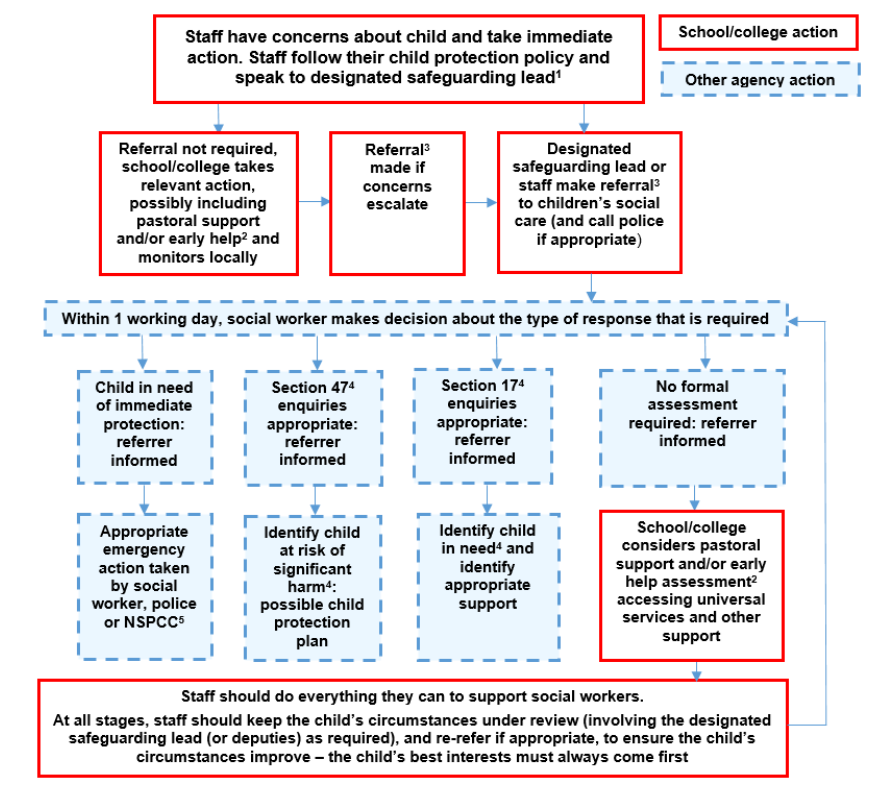 Staff have concerns about child and take immediate
action. Staff follow their child protection policy and
speak to designated safeguarding lead¹
School/college action
Other agency action
Referral not required,
school/college takes
relevant action,
possibly including
pastoral support
and/or early help² and
monitors locally
Referral³
made if
concerns
escalate
Designated
safeguarding lead or
staff make referral³
to children’s social
care (and call police
if appropriate)
Within 1 working day, social worker makes decision about the type of response that is required
Child in need
of immediate
protection:
referrer
informed
Section 47⁴
enquiries
appropriate:
referrer
informed
Section 17⁴
enquiries
appropriate:
referrer
informed
No formal
assessment
required: referrer
informed
Appropriate
emergency
action taken
by social
worker, police
or NSPCC⁵
Identify child
at risk of
significant
harm⁴:
possible child
protection
plan
Identify child
in need⁴ and
identify
appropriate
support
School/college
considers pastoral
support and/or early
help assessment²
accessing universal
services and other
support
Staff should do everything they can to support social workers.
At all stages, staff should keep the child’s circumstances under review (involving the designated
safeguarding lead (or deputies) as required), and re-refer if appropriate, to ensure the child’s
circumstances improve – the child’s best interests must always come first